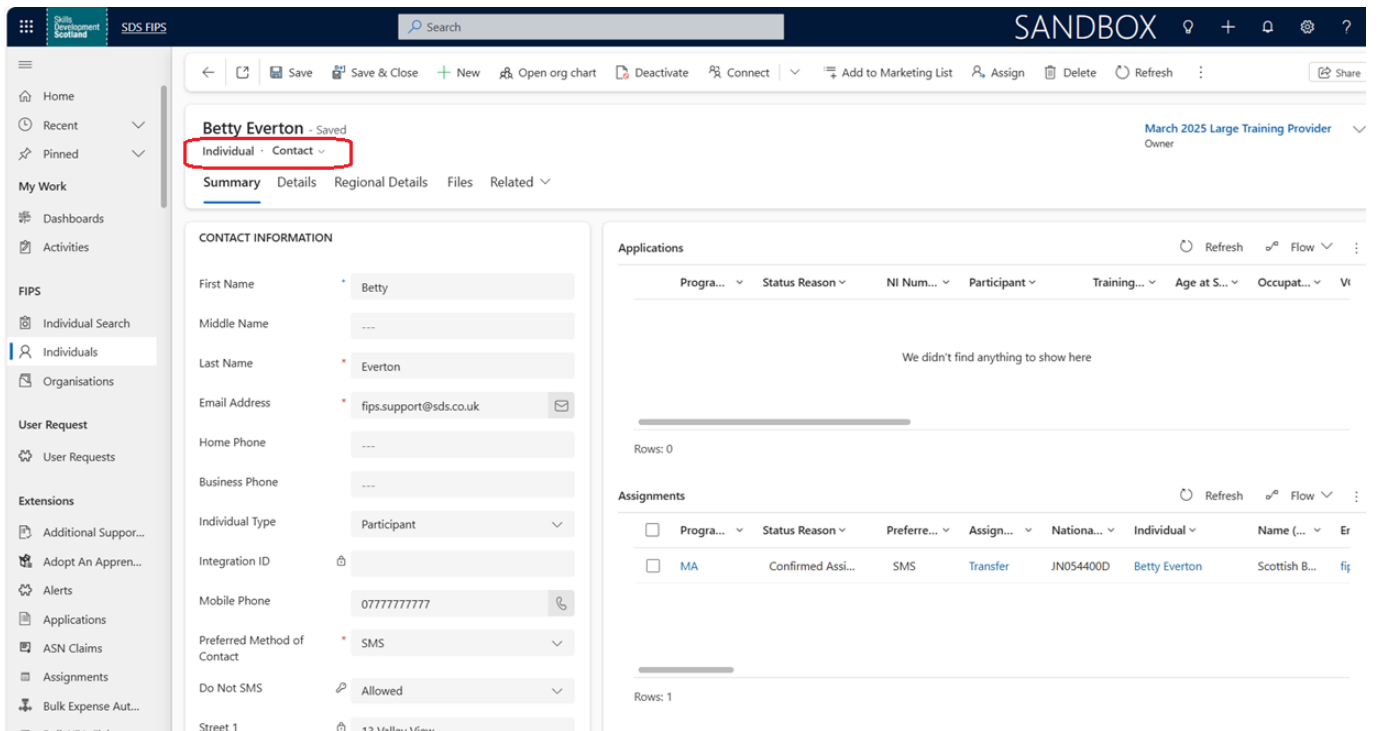 Skills
Development
Scotland
SDS FIPS
Search
SANDBOX
Save
Save & Close
New
Open org chart
Deactivate
Connect
Add to Marketing List
Assign
Delete
Refresh
Share
Home
Recent
Pinned
My Work
Dashboards
Activities
FIPS
Individual Search
Individuals
Organisations
User Request
User Requests
Extensions
Additional Suppor...
Adopt An Appren...
Alerts
Applications
ASN Claims
Assignments
Bulk Expense Aut...
Betty Everton - Saved
Individual · Contact
March 2025 Large Training Provider
Owner
Summary Details Regional Details Files Related
CONTACT INFORMATION
First Name * Betty
Middle Name ---
Last Name * Everton
Email Address * fips.support@sds.co.uk
Home Phone ---
Business Phone ---
Individual Type Participant
Integration ID
Mobile Phone 07777777777
Preferred Method of
Contact * SMS
Do Not SMS Allowed
Street 1 13 Valley View
Applications
Refresh Flow
Progra... Status Reason NI Num... Participant Training... Age at S... Occupat...
We didn't find anything to show here
Rows: 0
Assignments
Refresh Flow
Progra... Status Reason Preferre... Assign... Nationa... Individual Name (...
MA Confirmed Assi... SMS Transfer JN054400D Betty Everton Scottish B...
Rows: 1